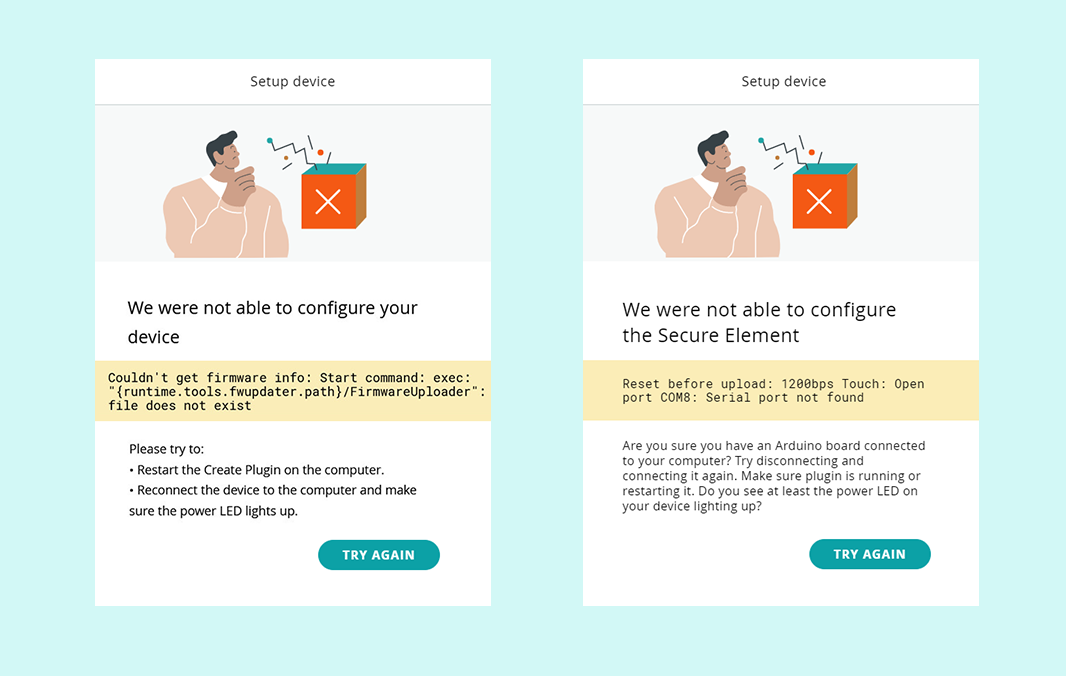 Setup device
We were not able to configure your
device
Couldn't get firmware info: Start command: exec:
"{runtime.tools.fwupdater.path}/FirmwareUploader":
file does not exist
Please try to:
• Restart the Create Plugin on the computer.
• Reconnect the device to the computer and make
sure the power LED lights up.
TRY AGAIN
Setup device
We were not able to configure
the Secure Element
Reset before upload: 1200bps Touch: Open
port COM8: Serial port not found
Are you sure you have an Arduino board connected
to your computer? Try disconnecting and
connecting it again. Make sure plugin is running or
restarting it. Do you see at least the power LED on
your device lighting up?
TRY AGAIN